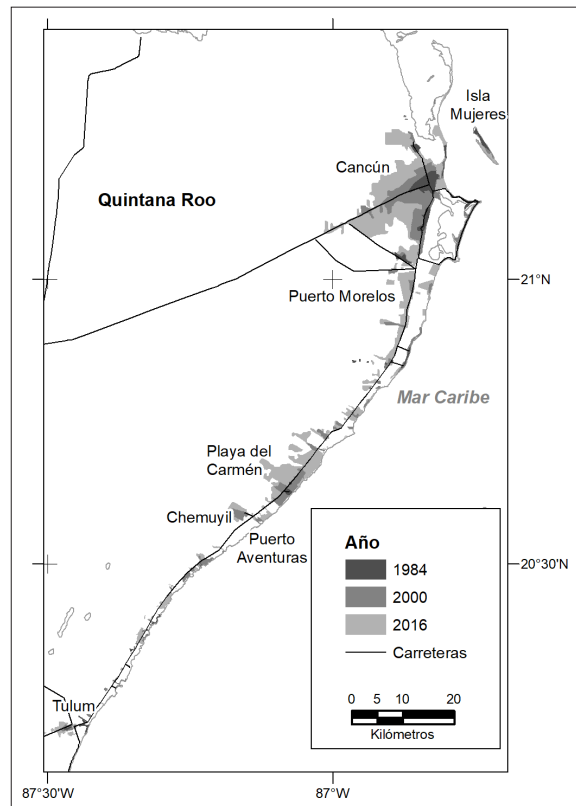 Isla
Mujeres
Cancún
Quintana Roo
21°N
Puerto Morelos
Mar Caribe
Playa del
Carmén
Chemuyil
Puerto
Aventuras
Año
1984
2000
2016
Carreteras
0 5 10 20
Kilómetros
20°30'N
Tulum
87°30'W
87°W